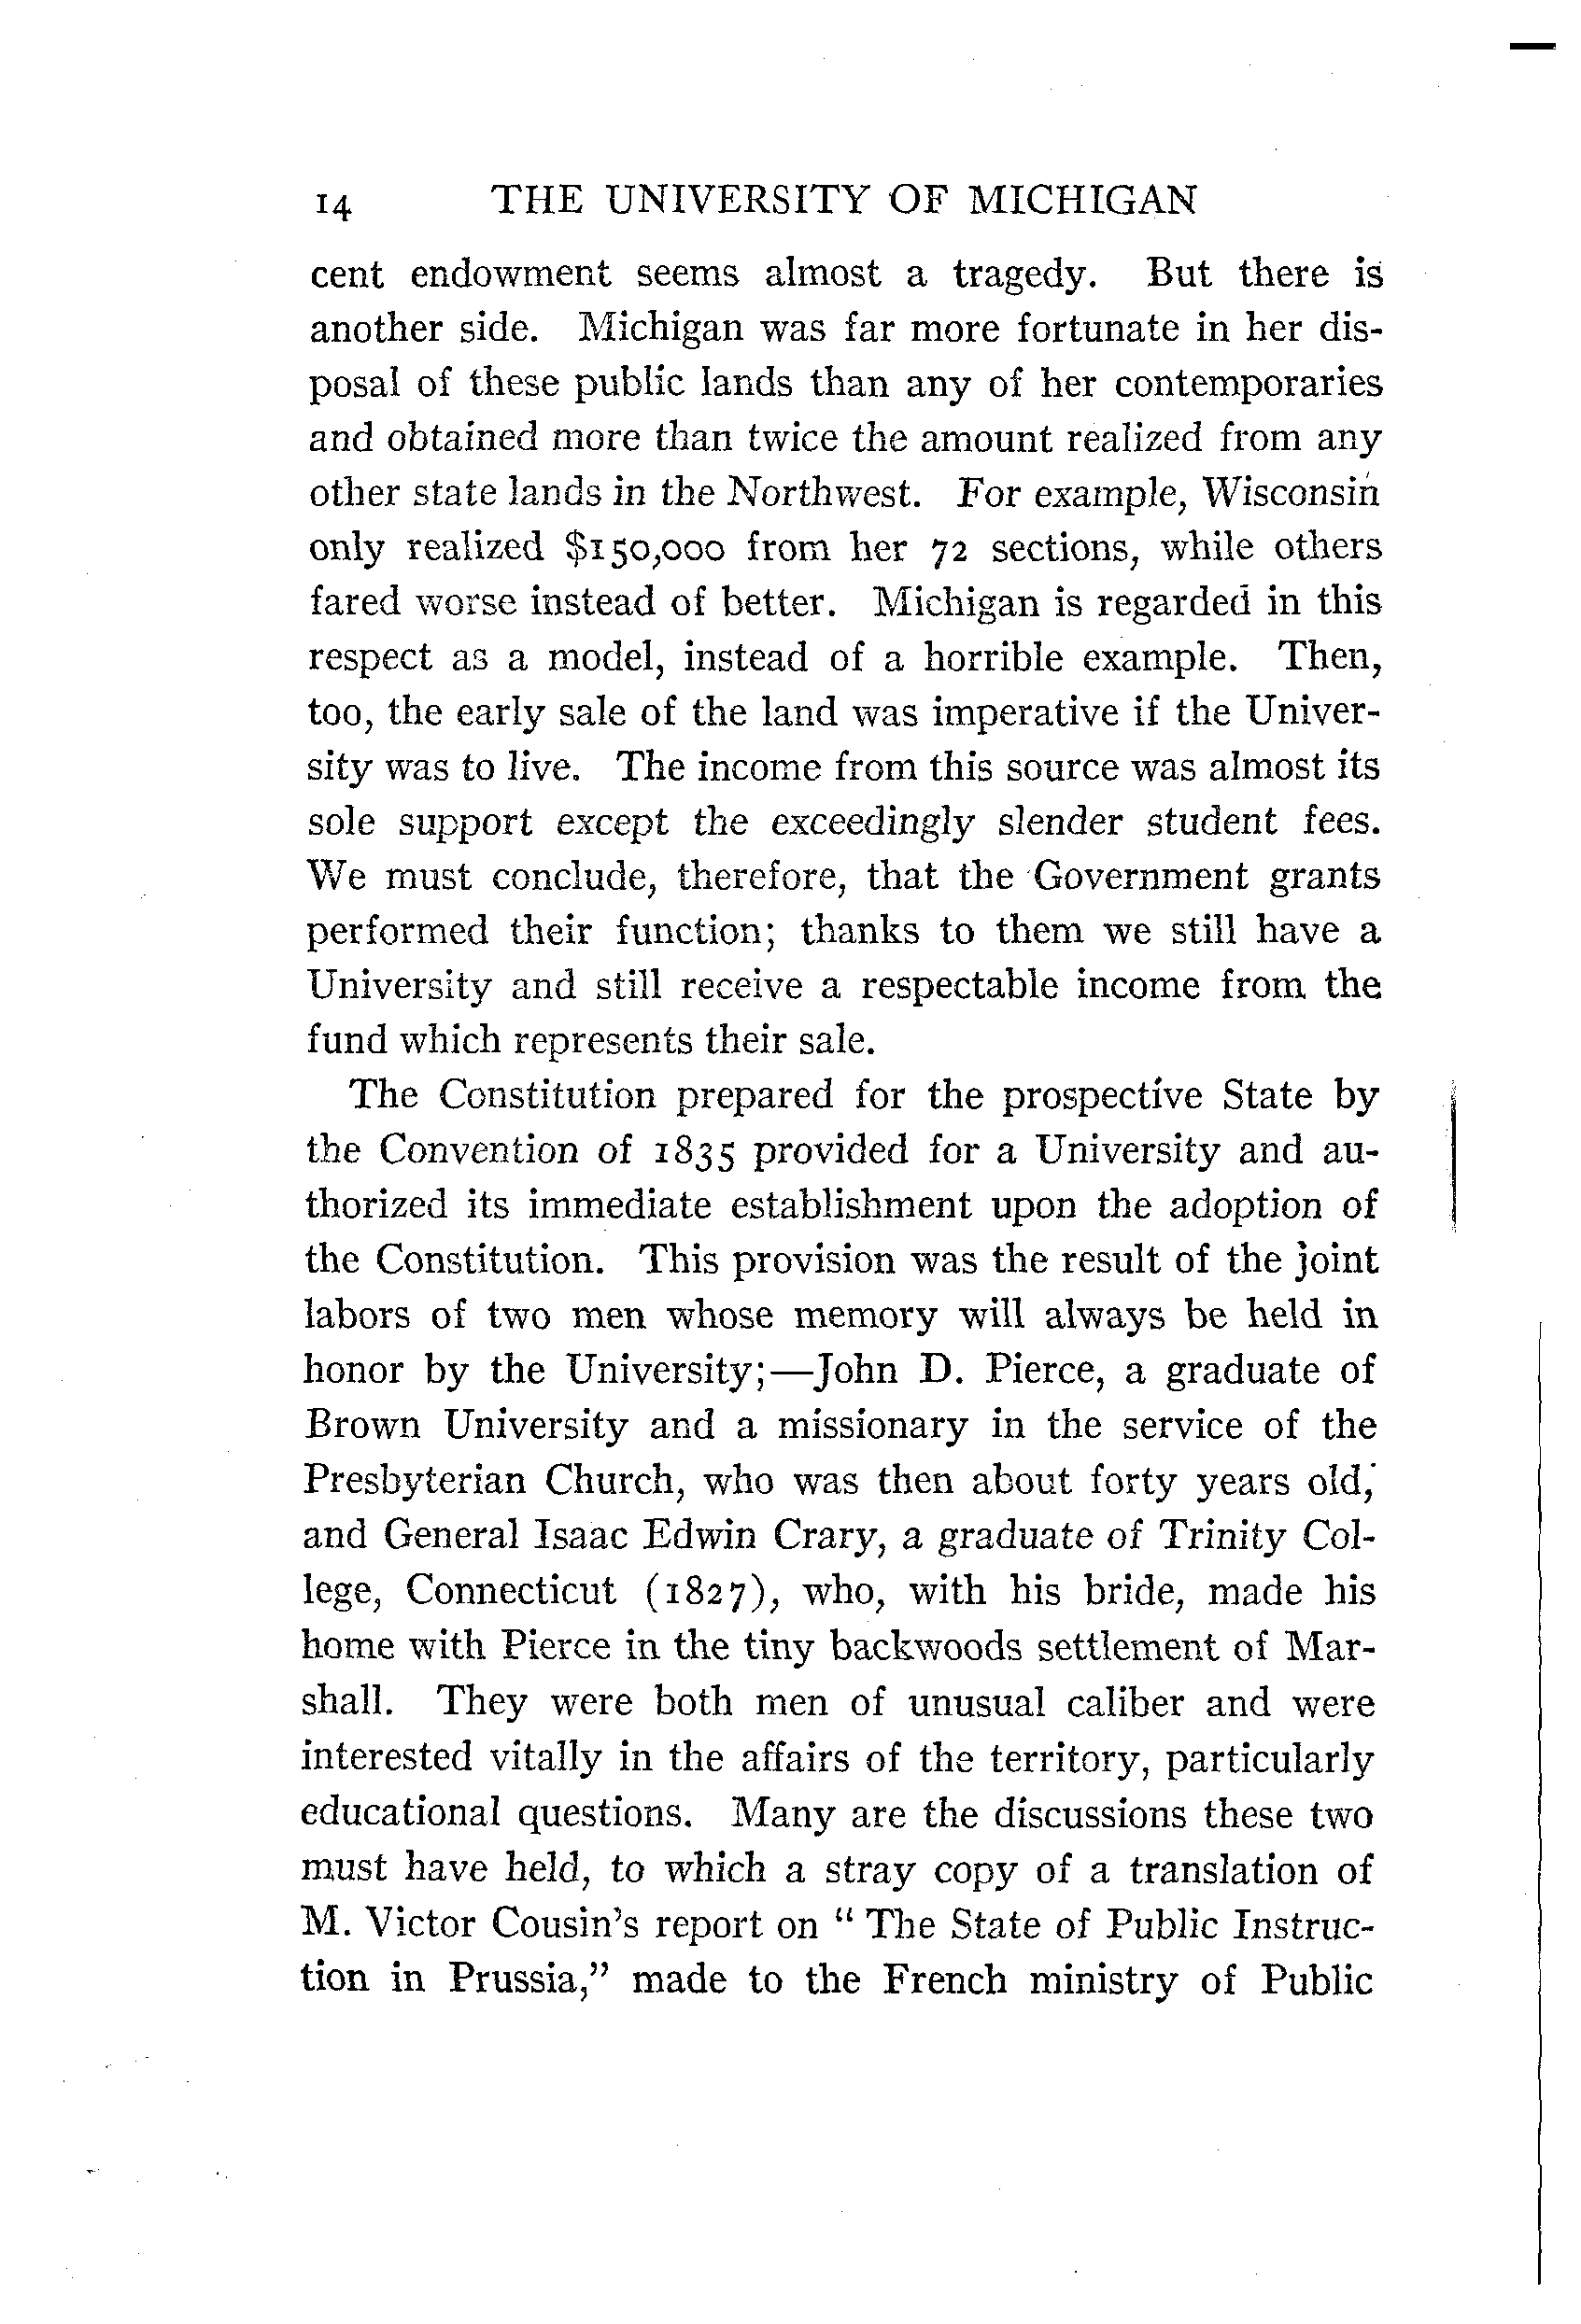 14 THE UNIVERSITY OF MICHIGAN
cent endowment seems almost a tragedy. But there is
another side. Michigan was far more fortunate in her dis-
posal of these public lands than any of her contemporaries
and obtained more than twice the amount realized from any
other state lands in the Northwest. For example, Wisconsin
only realized $150,000 from her 72 sections, while others
fared worse instead of better. Michigan is regarded in this
respect as a model, instead of a horrible example. Then,
too, the early sale of the land was imperative if the Univer-
sity was to live. The income from this source was almost its
sole support except the exceedingly slender student fees.
We must conclude, therefore, that the Government grants
performed their function; thanks to them we still have a
University and still receive a respectable income from the
fund which represents their sale.
The Constitution prepared for the prospective State by
the Convention of 1835 provided for a University and au-
thorized its immediate establishment upon the adoption of
the Constitution. This provision was the result of the joint
labors of two men whose memory will always be held in
honor by the University;—John D. Pierce, a graduate of
Brown University and a missionary in the service of the
Presbyterian Church, who was then about forty years old,
and General Isaac Edwin Crary, a graduate of Trinity Col-
lege, Connecticut (1827), who, with his bride, made his
home with Pierce in the tiny backwoods settlement of Mar-
shall. They were both men of unusual caliber and were
interested vitally in the affairs of the territory, particularly
educational questions. Many are the discussions these two
must have held, to which a stray copy of a translation of
M. Victor Cousin's report on " The State of Public Instruc-
tion in Prussia," made to the French ministry of Public